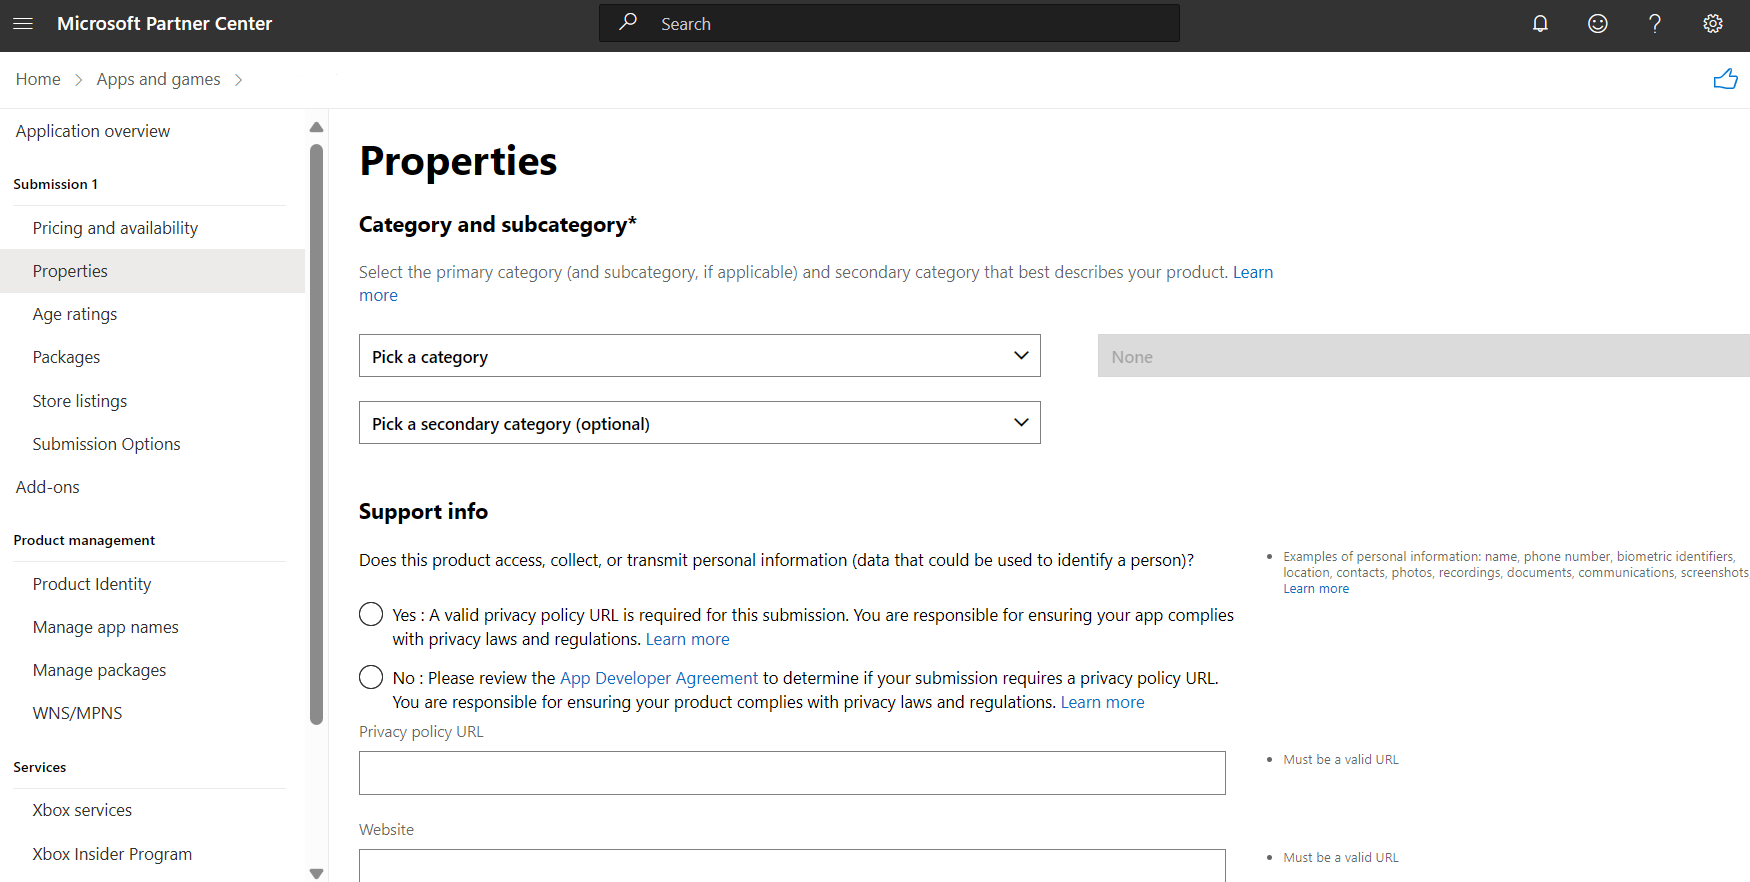 Microsoft Partner Center
Search
Home
Apps and games
Application overview
Submission 1
Pricing and availability
Properties
Age ratings
Packages
Store listings
Submission Options
Add-ons
Product management
Product Identity
Manage app names
Manage packages
WNS/MPNS
Services
Xbox services
Xbox Insider Program
Properties
Category and subcategory*
Select the primary category (and subcategory, if applicable) and secondary category that best describes your product. Learn
more
Pick a category
None
Pick a secondary category (optional)
Support info
Does this product access, collect, or transmit personal information (data that could be used to identify a person)?
• Examples of personal information: name, phone number, biometric identifiers,
location, contacts, photos, recordings, documents, communications, screenshots
Learn more
Yes : A valid privacy policy URL is required for this submission. You are responsible for ensuring your app complies
with privacy laws and regulations. Learn more
No : Please review the App Developer Agreement to determine if your submission requires a privacy policy URL.
You are responsible for ensuring your product complies with privacy laws and regulations. Learn more
Privacy policy URL
• Must be a valid URL
Website
• Must be a valid URL